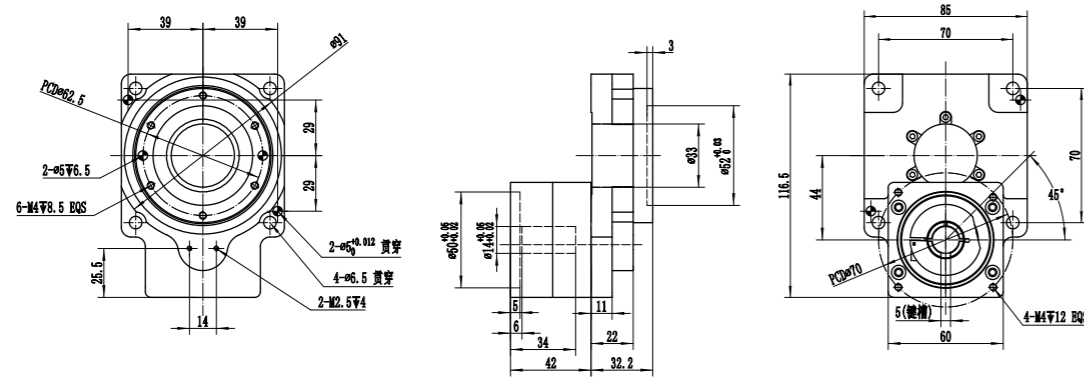 39
39
ø91
PCDø62.5
29
29
2-ø5↧6.5
6-M4↧8.5 EQS
2-ø5+0.012 0 贯穿
4-ø6.5 贯穿
2-M2.5↧4
25.5
14
3
ø33
ø52+0.03 0
ø50+0.05 +0.02
ø14+0.05 +0.02
5
11
6
22
34
42
32.2
85
70
116.5
44
70
45°
PCDø70
5(键槽)
4-M4↧12 EQS
60